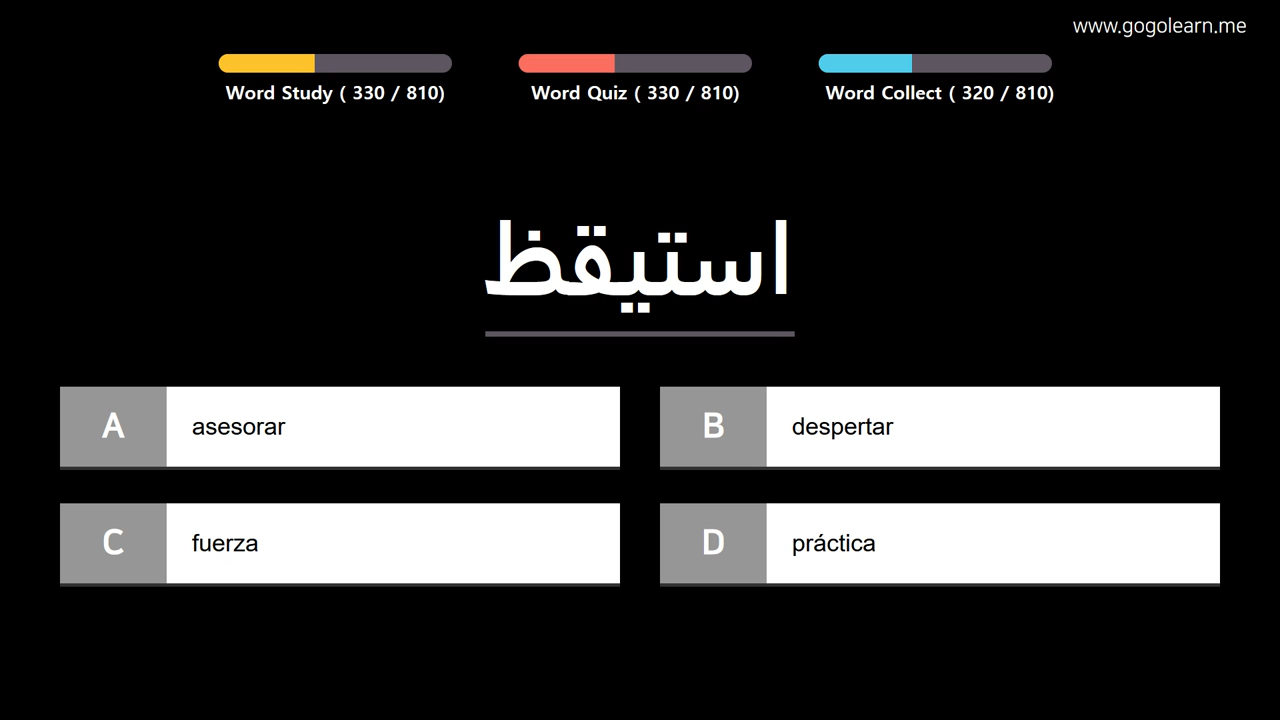 www.gogolearn.me
Word Study ( 330 / 810)
Word Quiz ( 330 / 810)
Word Collect ( 320 / 810)
استيقظ
A asesorar
B despertar
C fuerza
D práctica